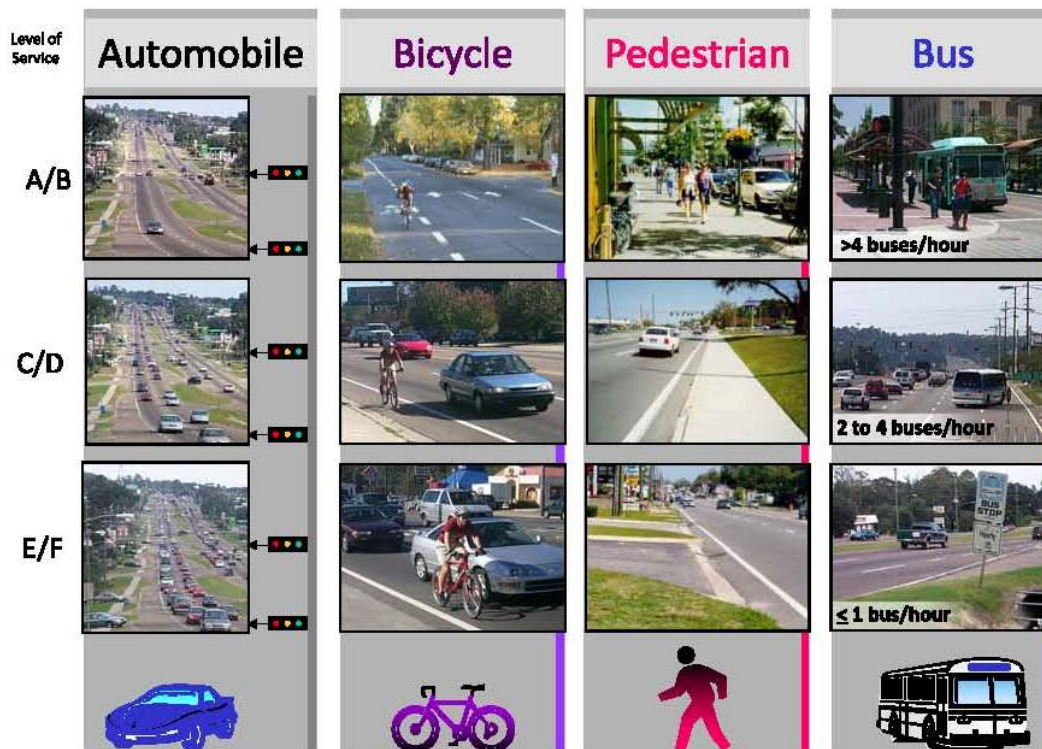 Level of
Service
Automobile
Bicycle
Pedestrian
Bus
A/B
>4 buses/hour
C/D
2 to 4 buses/hour
E/F
BUS
STOP
≤ 1 bus/hour